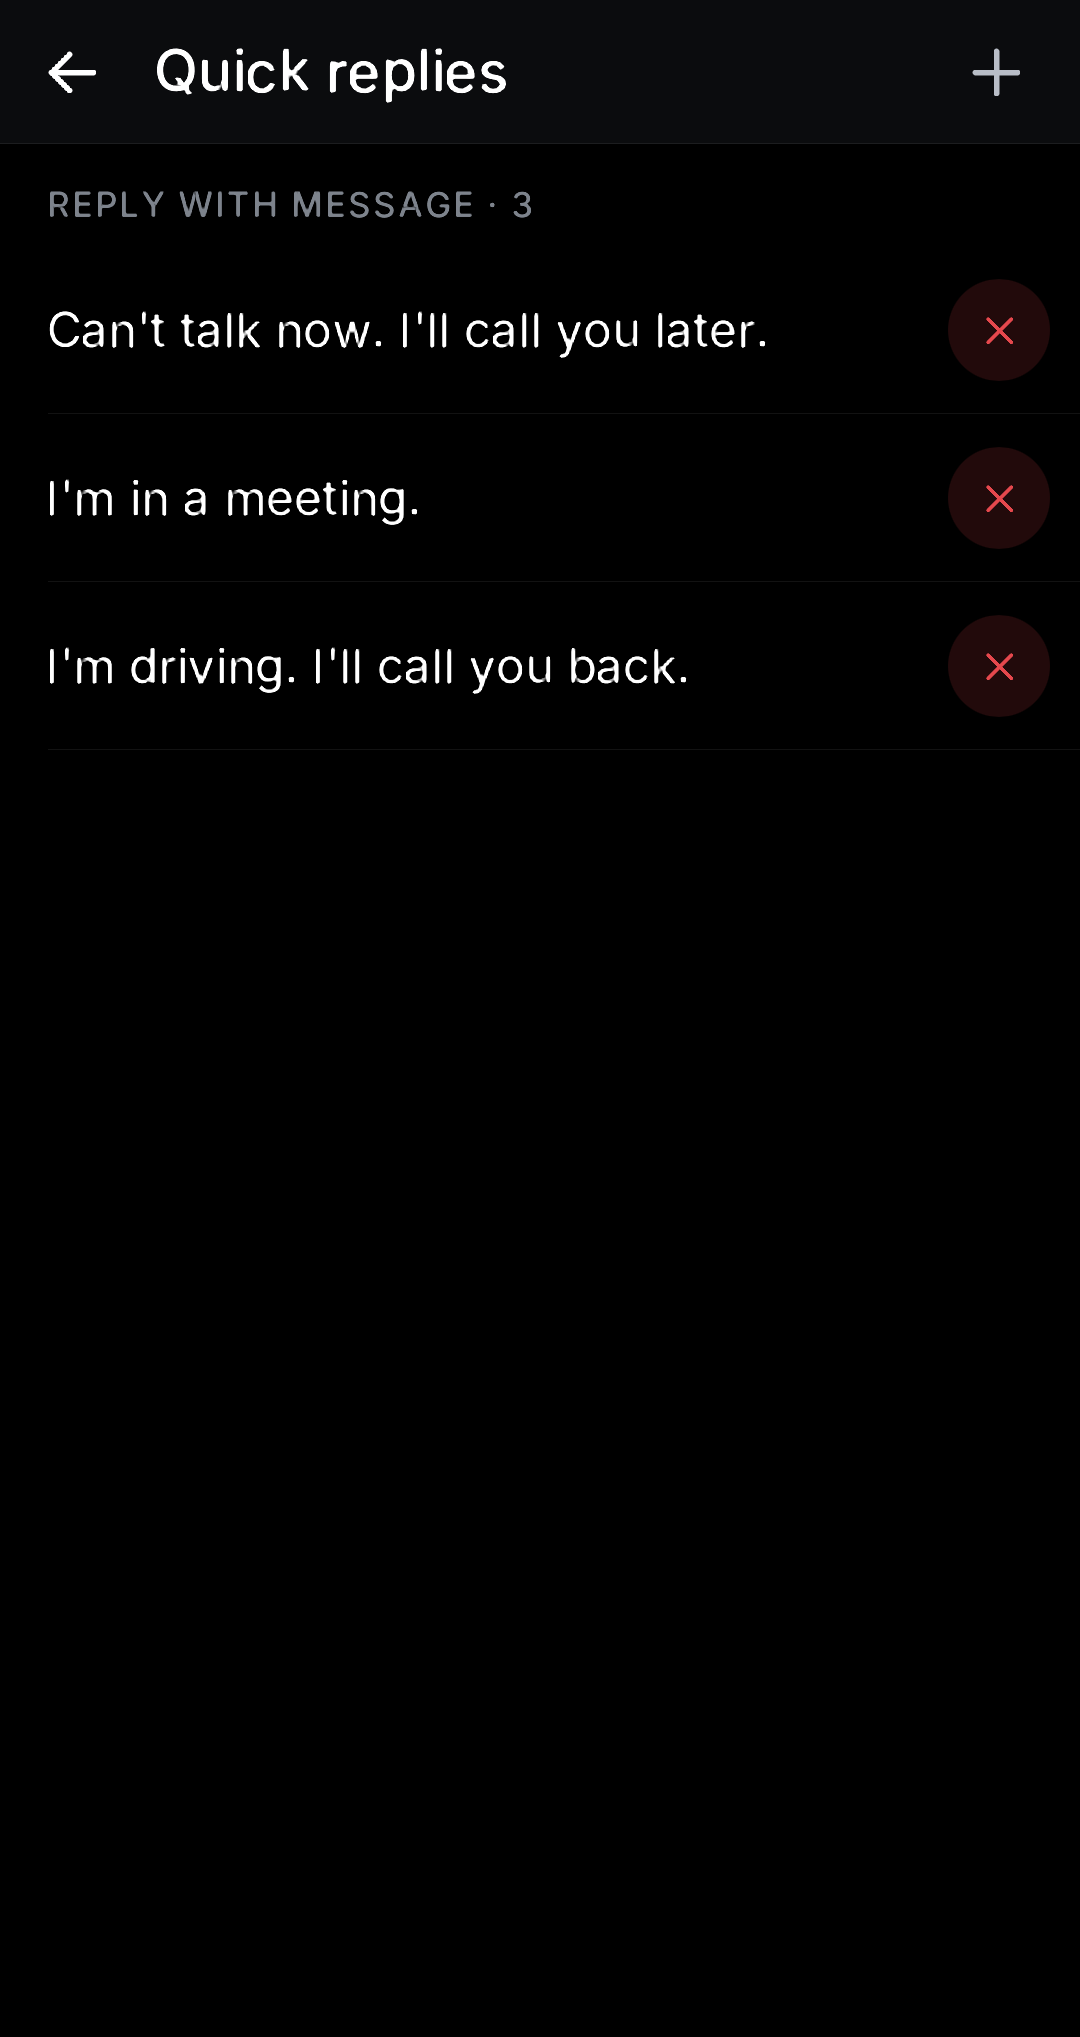 Quick replies
REPLY WITH MESSAGE · 3
Can't talk now. I'll call you later.
I'm in a meeting.
I'm driving. I'll call you back.